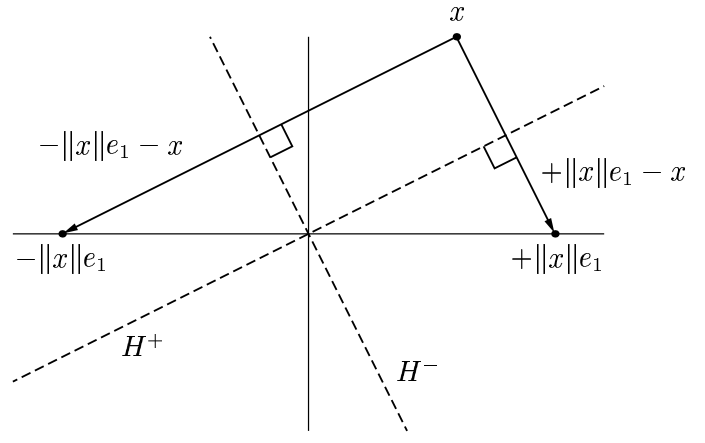 x
−‖x‖e₁ − x
+‖x‖e₁ − x
−‖x‖e₁
+‖x‖e₁
H⁺
H⁻